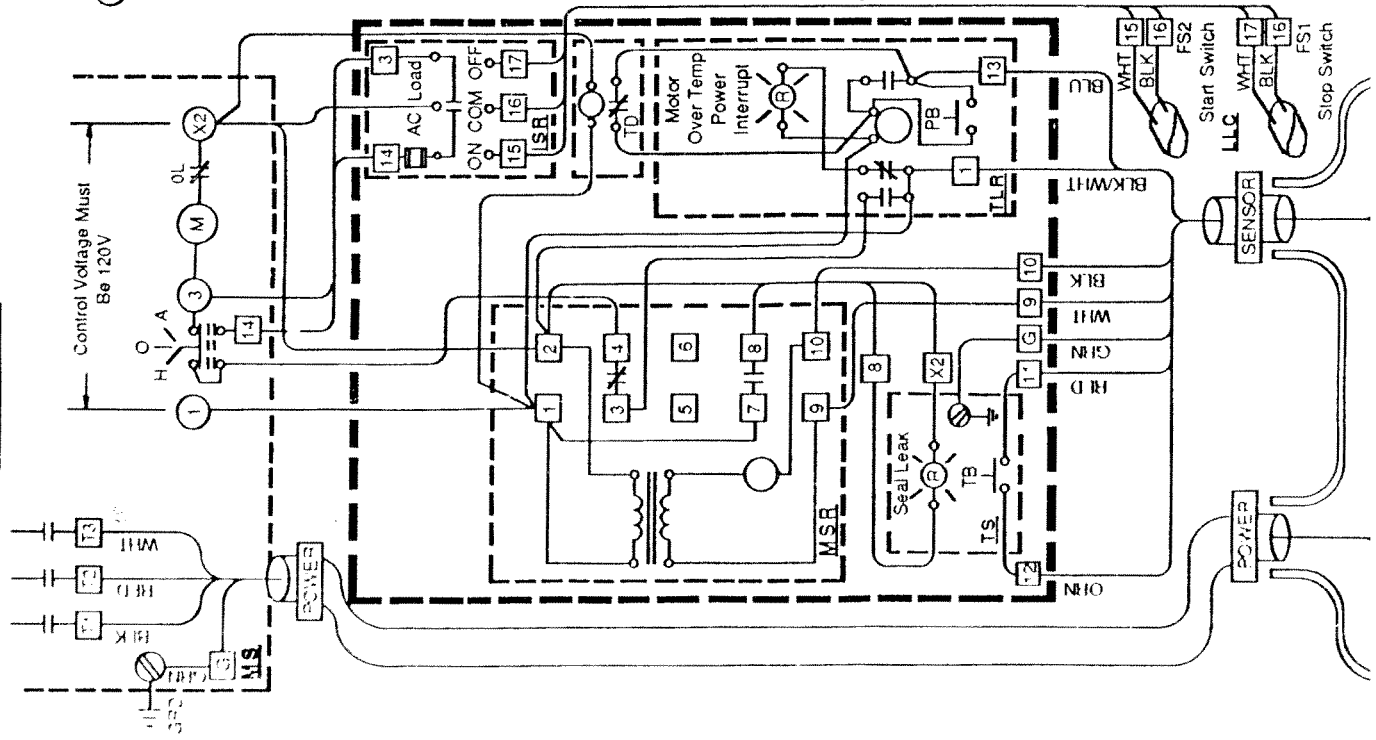 Control Voltage Must
Be 120V
H
O
A
1
3
M
OL
X2
14
T3
WHT
T2
RED
T1
BLK
G
GRN
MS
POWER
3
14
AC Load
OFF
COM
ON
17
16
15
ISR
TD
Motor
Over Temp
Power
Interrupt
R
PB
13
1
TLR
BLU
BLK/WHT
1
2
3
4
5
6
7
8
9
10
MSR
8
X2
Seal Leak
R
TB
TS
10
BLK
9
WHT
G
GRN
11
RED
12
ORN
15
WHT
16
BLK
FS2
Start Switch
LLC
17
WHT
16
BLK
FS1
Stop Switch
SENSOR
POWER